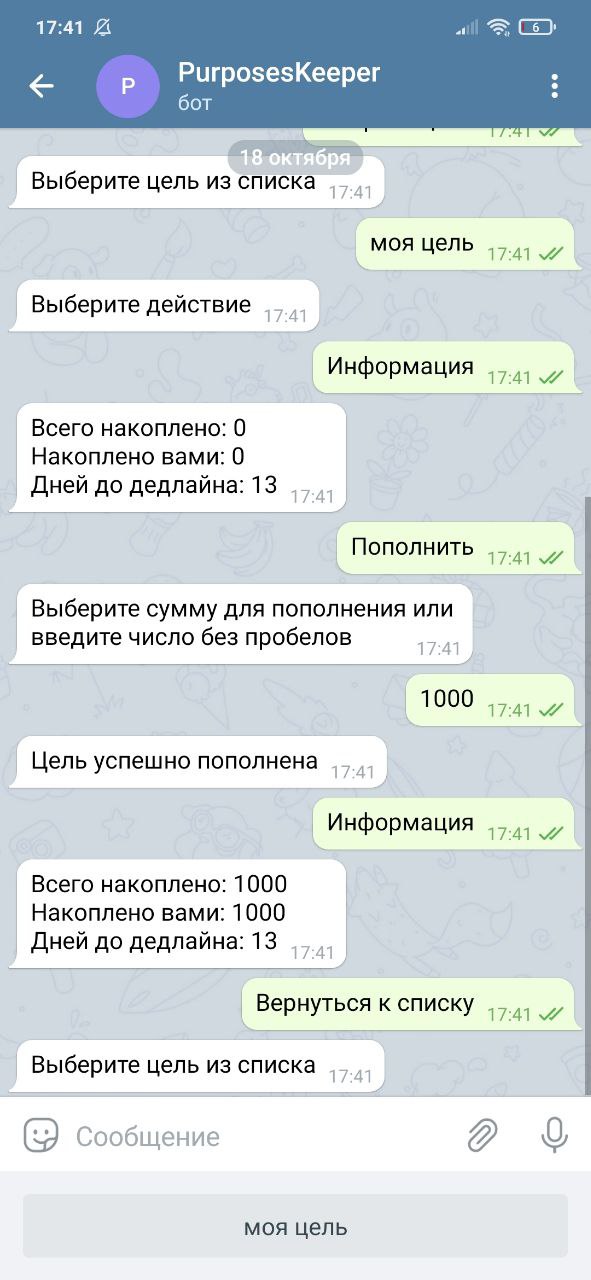 17:41
6
P
PurposesKeeper
бот
17:41
18 октября
Выберите цель из списка 17:41
моя цель 17:41
Выберите действие 17:41
Информация 17:41
Всего накоплено: 0
Накоплено вами: 0
Дней до дедлайна: 13 17:41
Пополнить 17:41
Выберите сумму для пополнения или
введите число без пробелов 17:41
1000 17:41
Цель успешно пополнена 17:41
Информация 17:41
Всего накоплено: 1000
Накоплено вами: 1000
Дней до дедлайна: 13 17:41
Вернуться к списку 17:41
Выберите цель из списка 17:41
Сообщение
моя цель